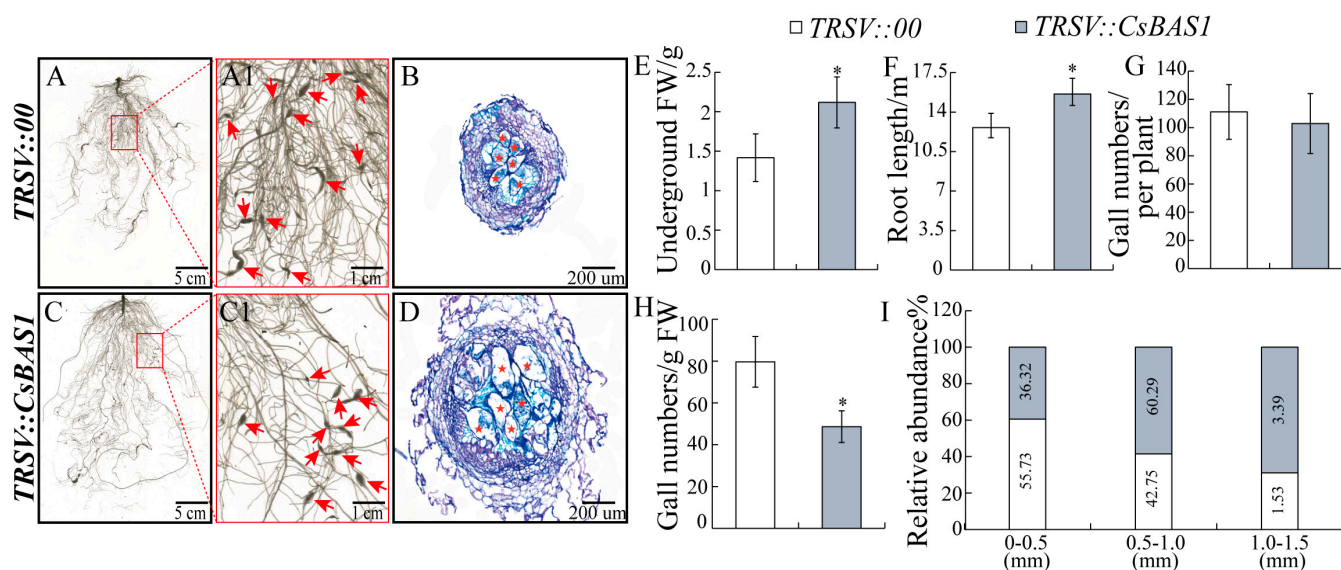 TRSV::00
TRSV::CsBAS1
TRSV::00
A
5 cm
A1
1 cm
B
200 um
TRSV::CsBAS1
C
5 cm
C1
1 cm
D
200 um
E
Underground FW/g
2.5
2
1.5
1
0.5
0
*
F
Root length/m
17.5
14
10.5
7
3.5
0
*
G
Gall numbers/
per plant
140
120
100
80
60
40
20
0
H
Gall numbers/g FW
100
80
60
40
20
0
*
I
Relative abundance%
120
100
80
60
40
20
0
36.32
55.73
60.29
42.75
3.39
1.53
0-0.5
(mm)
0.5-1.0
(mm)
1.0-1.5
(mm)